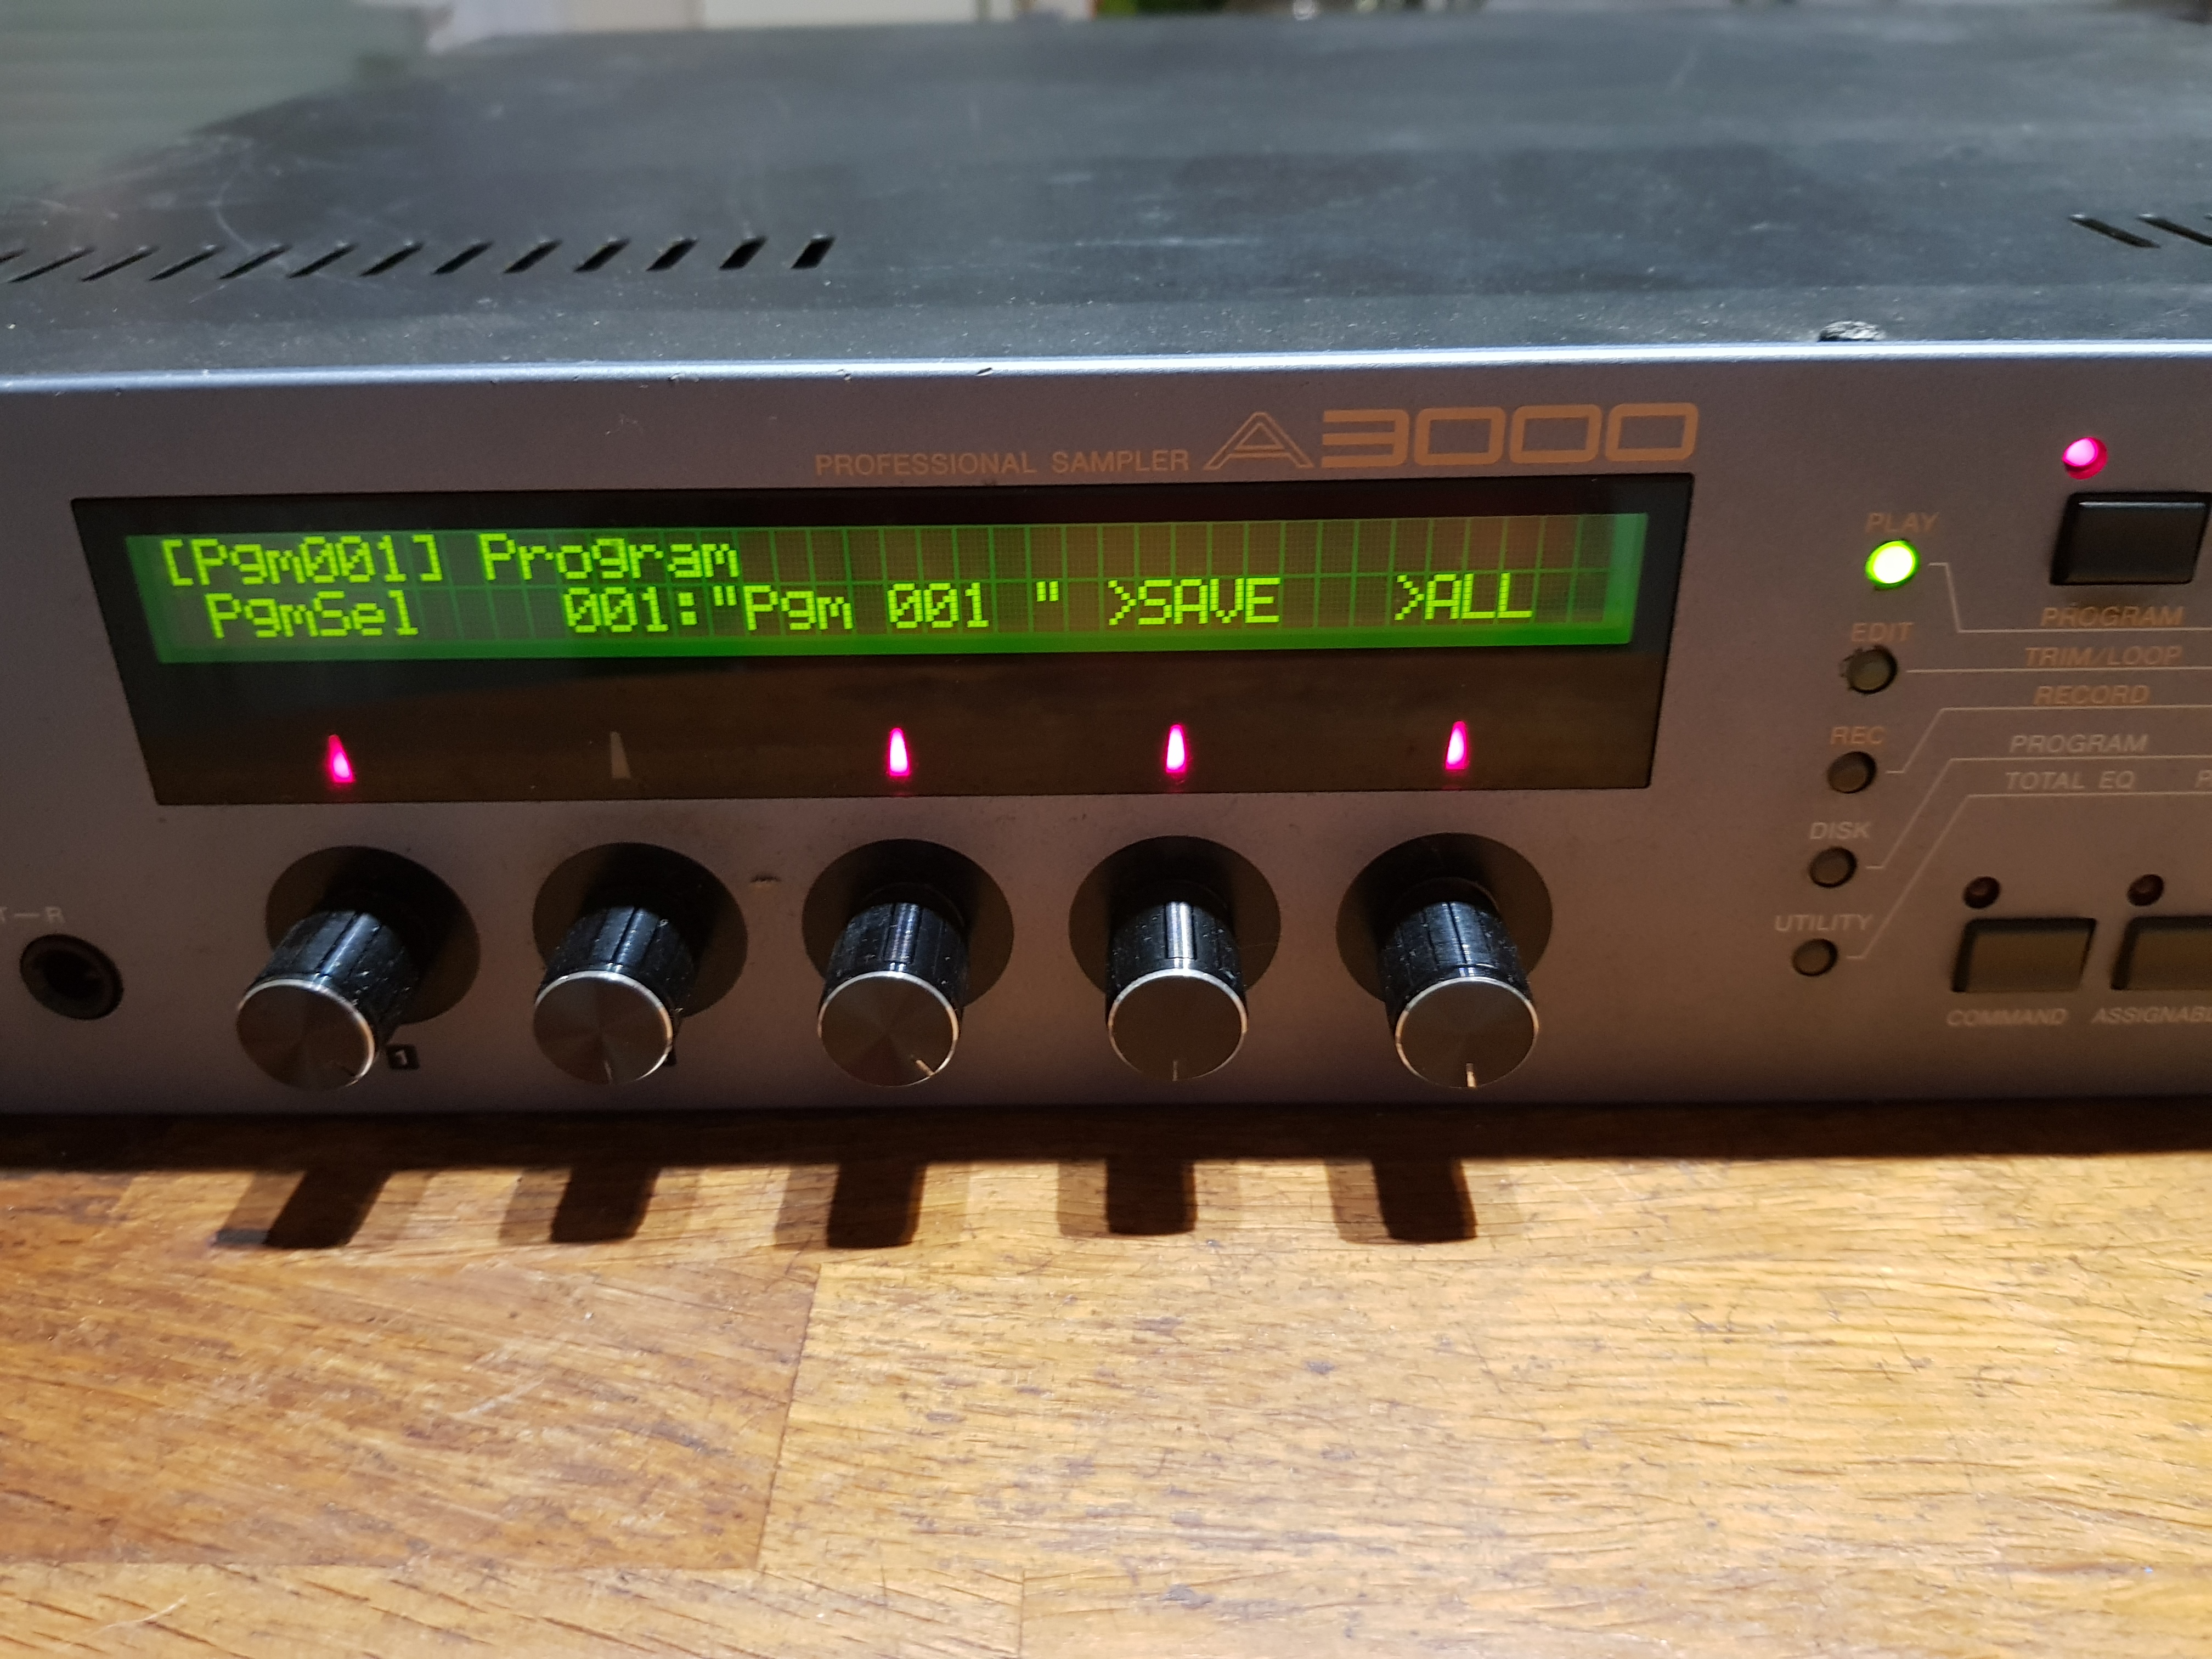 PROFESSIONAL SAMPLER A3000
[Pgm001] Program
PgmSel 001:"Pgm 001 " >SAVE >ALL
PLAY
PROGRAM
EDIT
TRIM/LOOP
RECORD
REC
PROGRAM
TOTAL EQ
DISK
UTILITY
COMMAND
R
1